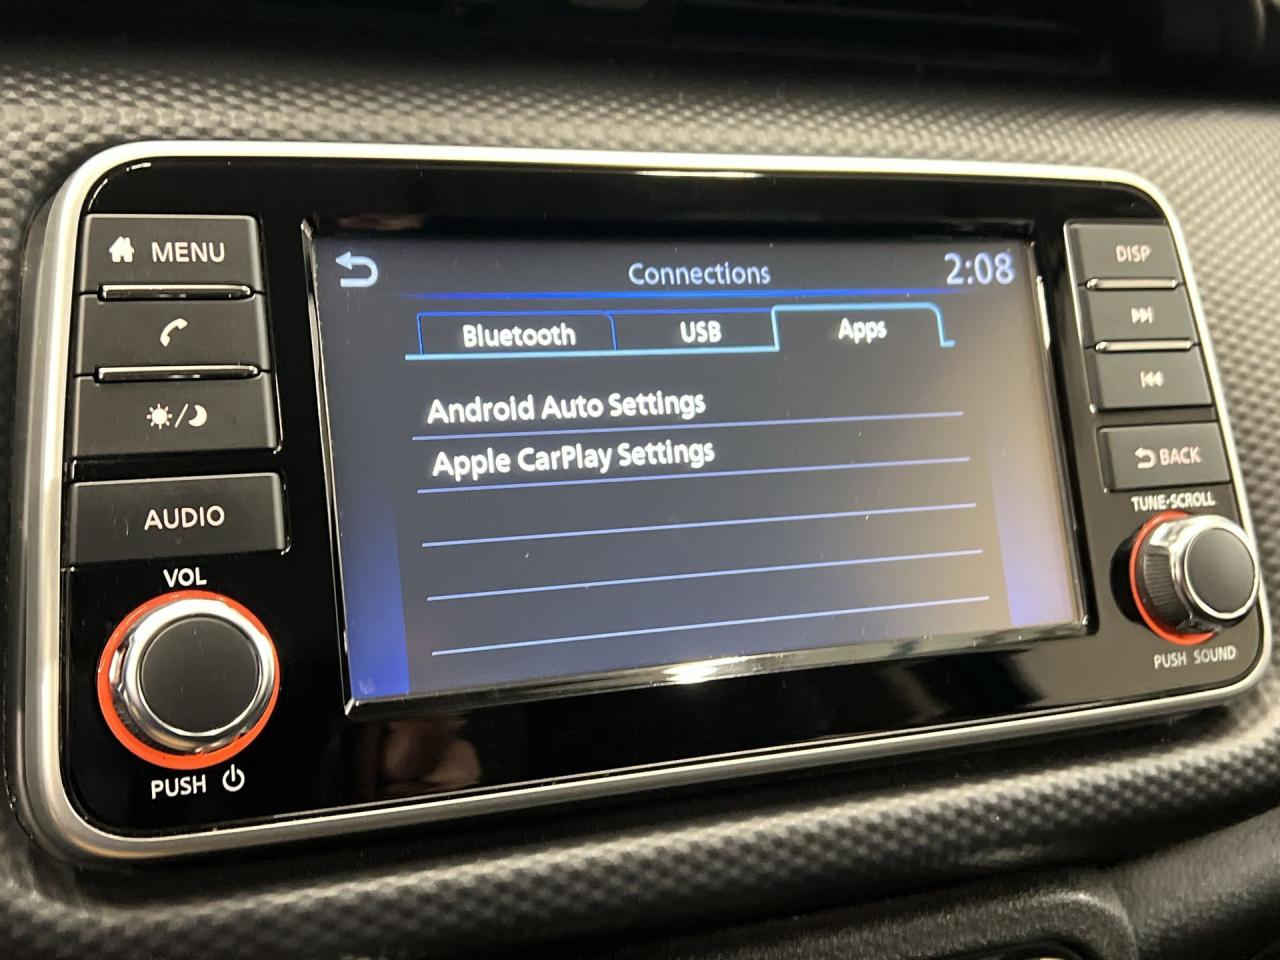 MENU
AUDIO
VOL
PUSH
Connections
2:08
Bluetooth
USB
Apps
Android Auto Settings
Apple CarPlay Settings
DISP
BACK
TUNE•SCROLL
PUSH SOUND